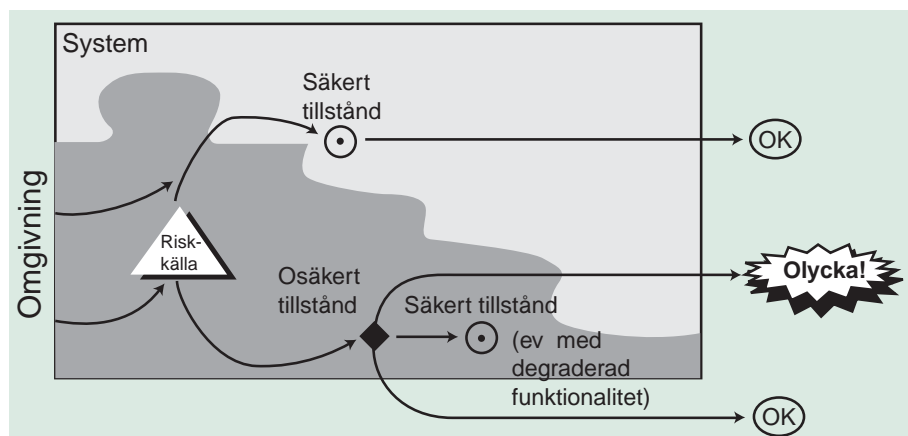 System
Säkert
tillstånd
OK
Omgivning
Risk-
källa
Osäkert
tillstånd
Säkert tillstånd
(ev med
degraderad
funktionalitet)
Olycka!
OK